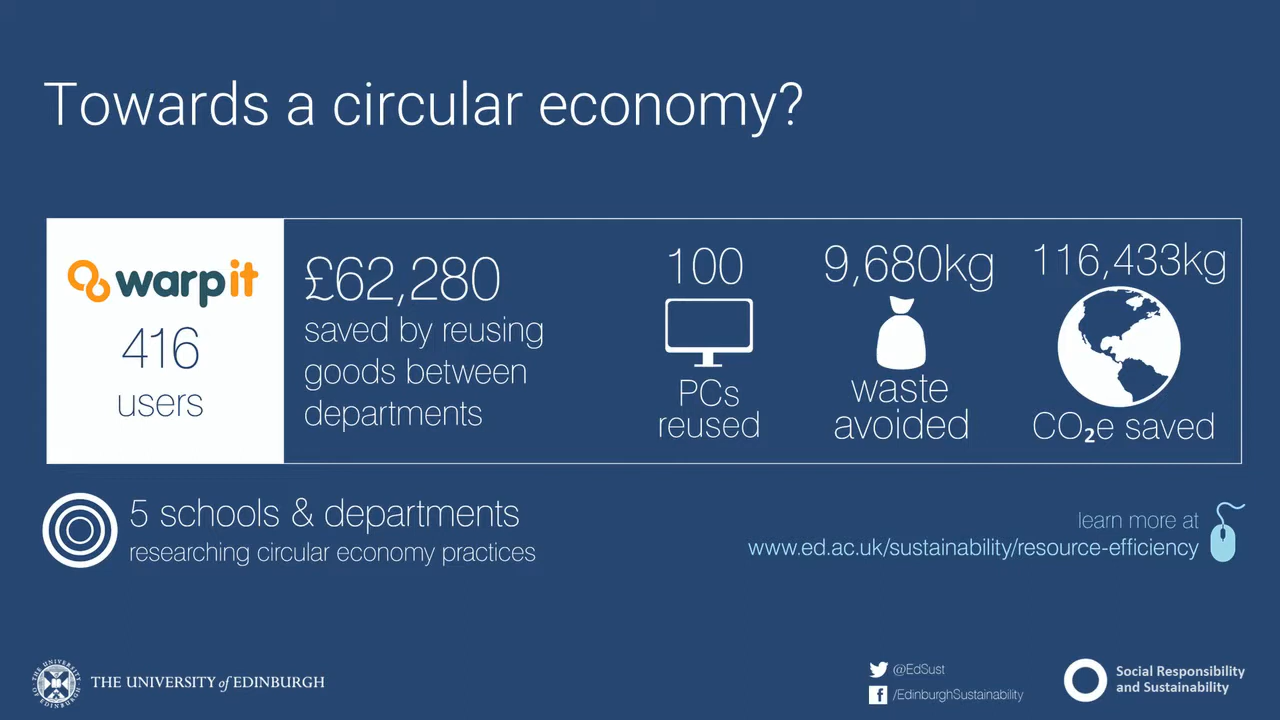 Towards a circular economy?
warpit
416
users
£62,280
saved by reusing
goods between
departments
100
PCs
reused
9,680kg
waste
avoided
116,433kg
CO₂e saved
5 schools & departments
researching circular economy practices
learn more at
www.ed.ac.uk/sustainability/resource-efficiency
THE UNIVERSITY of EDINBURGH
@EdSust
/EdinburghSustainability
Social Responsibility
and Sustainability